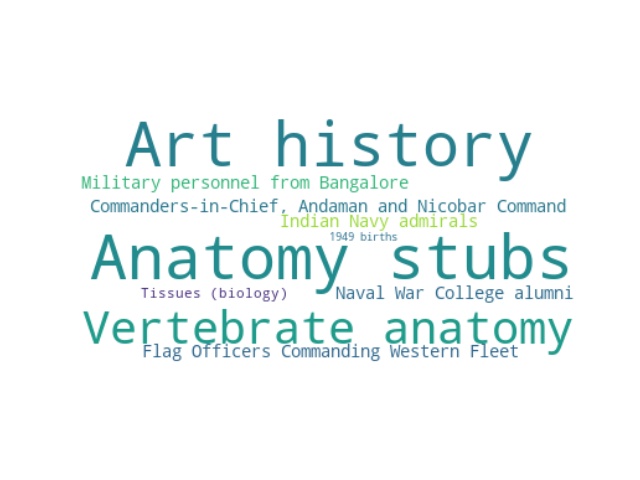 Art history
Military personnel from Bangalore
Commanders-in-Chief, Andaman and Nicobar Command
Indian Navy admirals
1949 births
Anatomy stubs
Tissues (biology)
Naval War College alumni
Vertebrate anatomy
Flag Officers Commanding Western Fleet